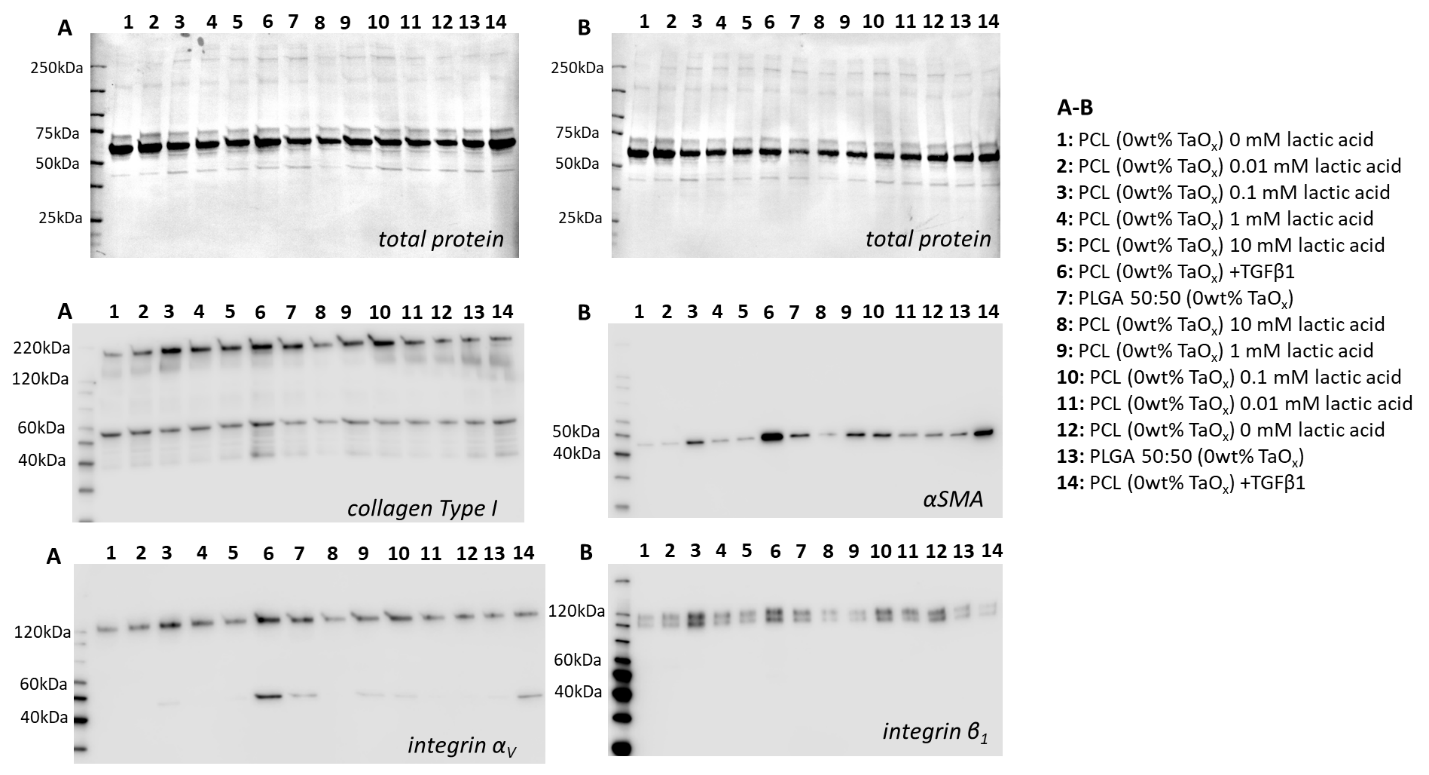 A 1 2 3 4 5 6 7 8 9 10 11 12 13 14
250kDa
75kDa
50kDa
25kDa
total protein
B 1 2 3 4 5 6 7 8 9 10 11 12 13 14
250kDa
75kDa
50kDa
25kDa
total protein
A 1 2 3 4 5 6 7 8 9 10 11 12 13 14
220kDa
120kDa
60kDa
40kDa
collagen Type I
B 1 2 3 4 5 6 7 8 9 10 11 12 13 14
50kDa
40kDa
αSMA
A 1 2 3 4 5 6 7 8 9 10 11 12 13 14
120kDa
60kDa
40kDa
integrin αV
B 1 2 3 4 5 6 7 8 9 10 11 12 13 14
120kDa
60kDa
40kDa
integrin β1
A-B
1: PCL (0wt% TaOx) 0 mM lactic acid
2: PCL (0wt% TaOx) 0.01 mM lactic acid
3: PCL (0wt% TaOx) 0.1 mM lactic acid
4: PCL (0wt% TaOx) 1 mM lactic acid
5: PCL (0wt% TaOx) 10 mM lactic acid
6: PCL (0wt% TaOx) +TGFβ1
7: PLGA 50:50 (0wt% TaOx)
8: PCL (0wt% TaOx) 10 mM lactic acid
9: PCL (0wt% TaOx) 1 mM lactic acid
10: PCL (0wt% TaOx) 0.1 mM lactic acid
11: PCL (0wt% TaOx) 0.01 mM lactic acid
12: PCL (0wt% TaOx) 0 mM lactic acid
13: PLGA 50:50 (0wt% TaOx)
14: PCL (0wt% TaOx) +TGFβ1